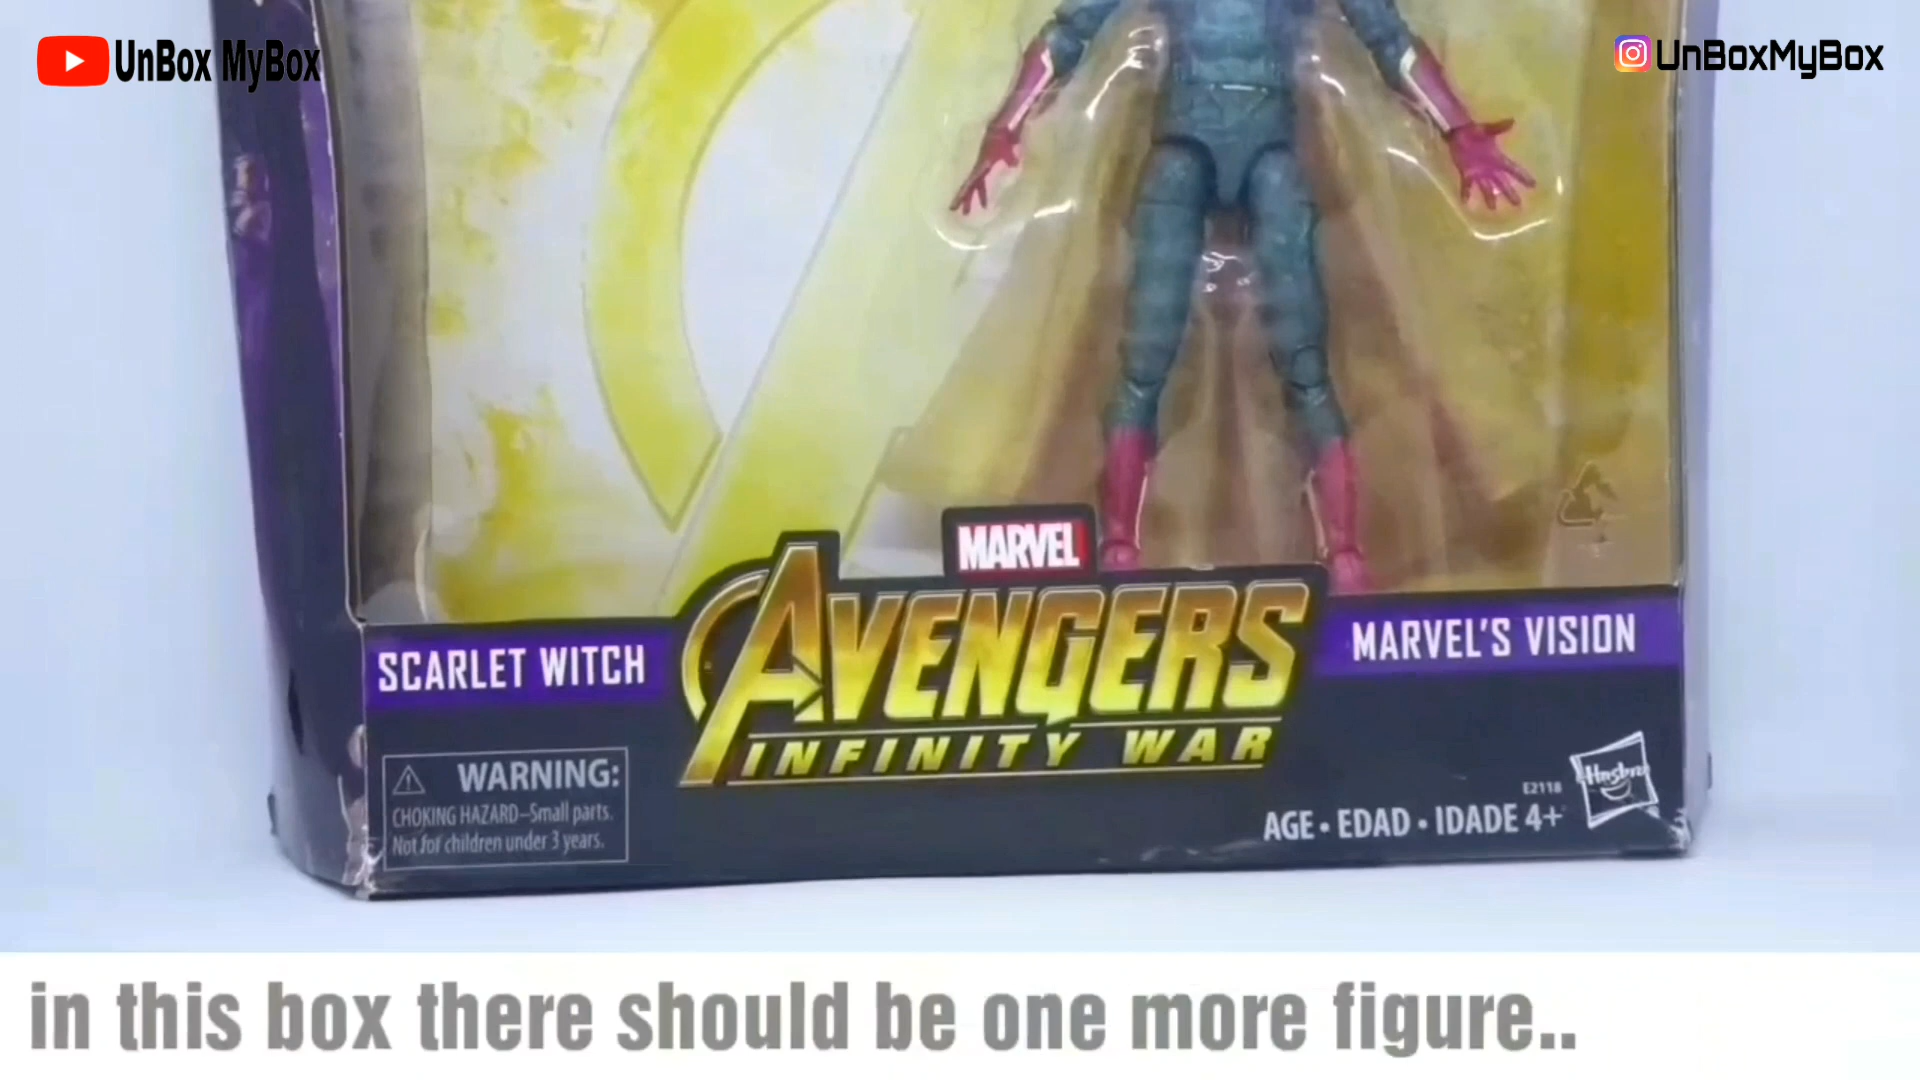 UnBox MyBox
UnBoxMyBox
MARVEL
AVENGERS
INFINITY WAR
SCARLET WITCH
MARVEL'S VISION
WARNING:
CHOKING HAZARD–Small parts.
Not for children under 3 years.
E2118
AGE • EDAD • IDADE 4+
Hasbro
in this box there should be one more figure..